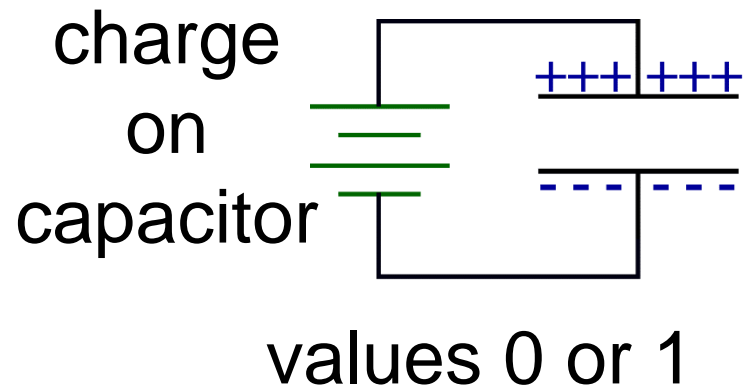 charge
on
capacitor
+++ +++
- - - - - -
values 0 or 1